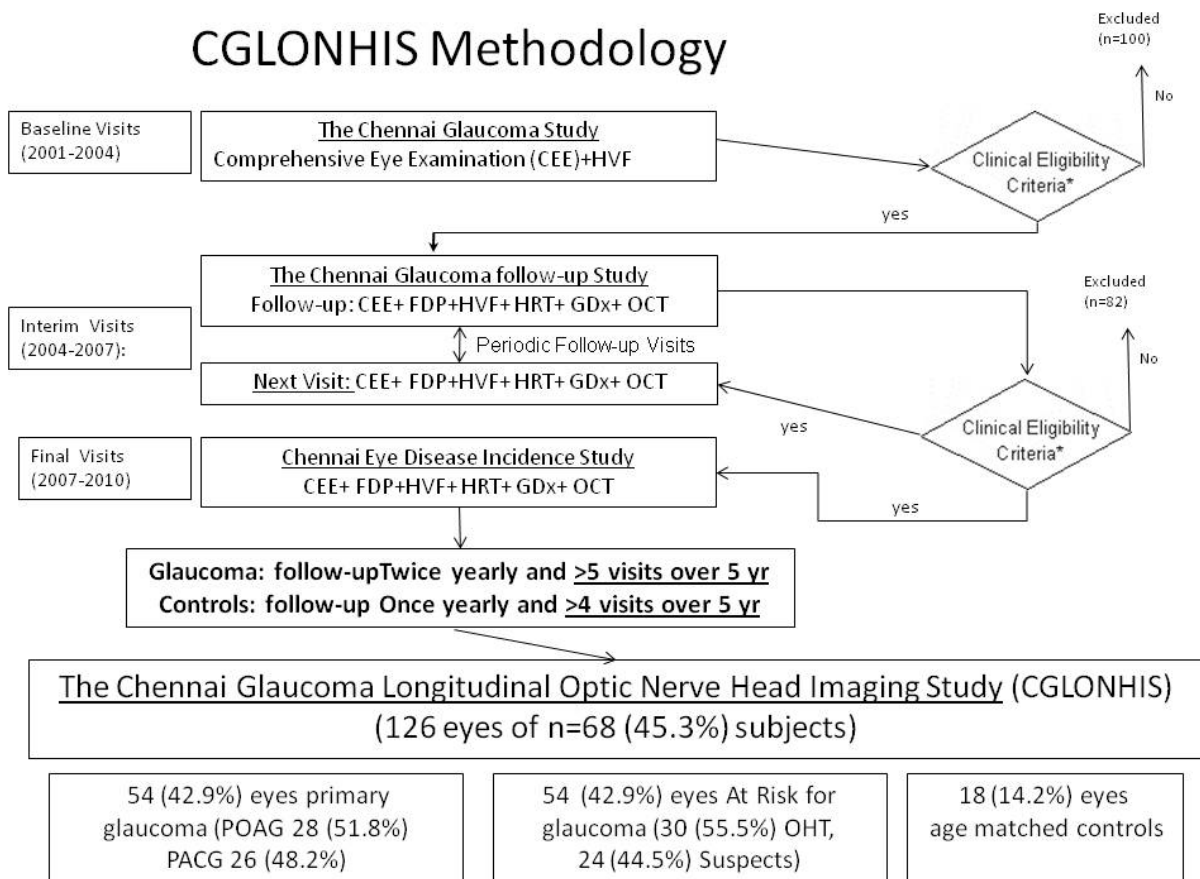 CGLONHIS Methodology
Excluded
(n=100)
No
Baseline Visits
(2001-2004)
The Chennai Glaucoma Study
Comprehensive Eye Examination (CEE)+HVF
Clinical Eligibility
Criteria*
yes
The Chennai Glaucoma follow-up Study
Follow-up: CEE+ FDP+HVF+ HRT+ GDx+ OCT
Excluded
(n=82)
No
Interim Visits
(2004-2007):
Periodic Follow-up Visits
Next Visit: CEE+ FDP+HVF+ HRT+ GDx+ OCT
yes
Clinical Eligibility
Criteria*
Final Visits
(2007-2010)
Chennai Eye Disease Incidence Study
CEE+ FDP+HVF+ HRT+ GDx+ OCT
yes
Glaucoma: follow-upTwice yearly and >5 visits over 5 yr
Controls: follow-up Once yearly and >4 visits over 5 yr
The Chennai Glaucoma Longitudinal Optic Nerve Head Imaging Study (CGLONHIS)
(126 eyes of n=68 (45.3%) subjects)
54 (42.9%) eyes primary
glaucoma (POAG 28 (51.8%)
PACG 26 (48.2%)
54 (42.9%) eyes At Risk for
glaucoma (30 (55.5%) OHT,
24 (44.5%) Suspects)
18 (14.2%) eyes
age matched controls